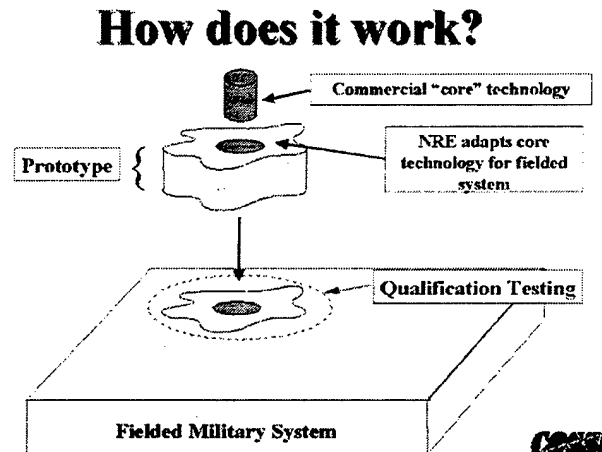 How does it work?
Commercial "core" technology
NRE adapts core
technology for fielded
system
Prototype
Qualification Testing
Fielded Military System